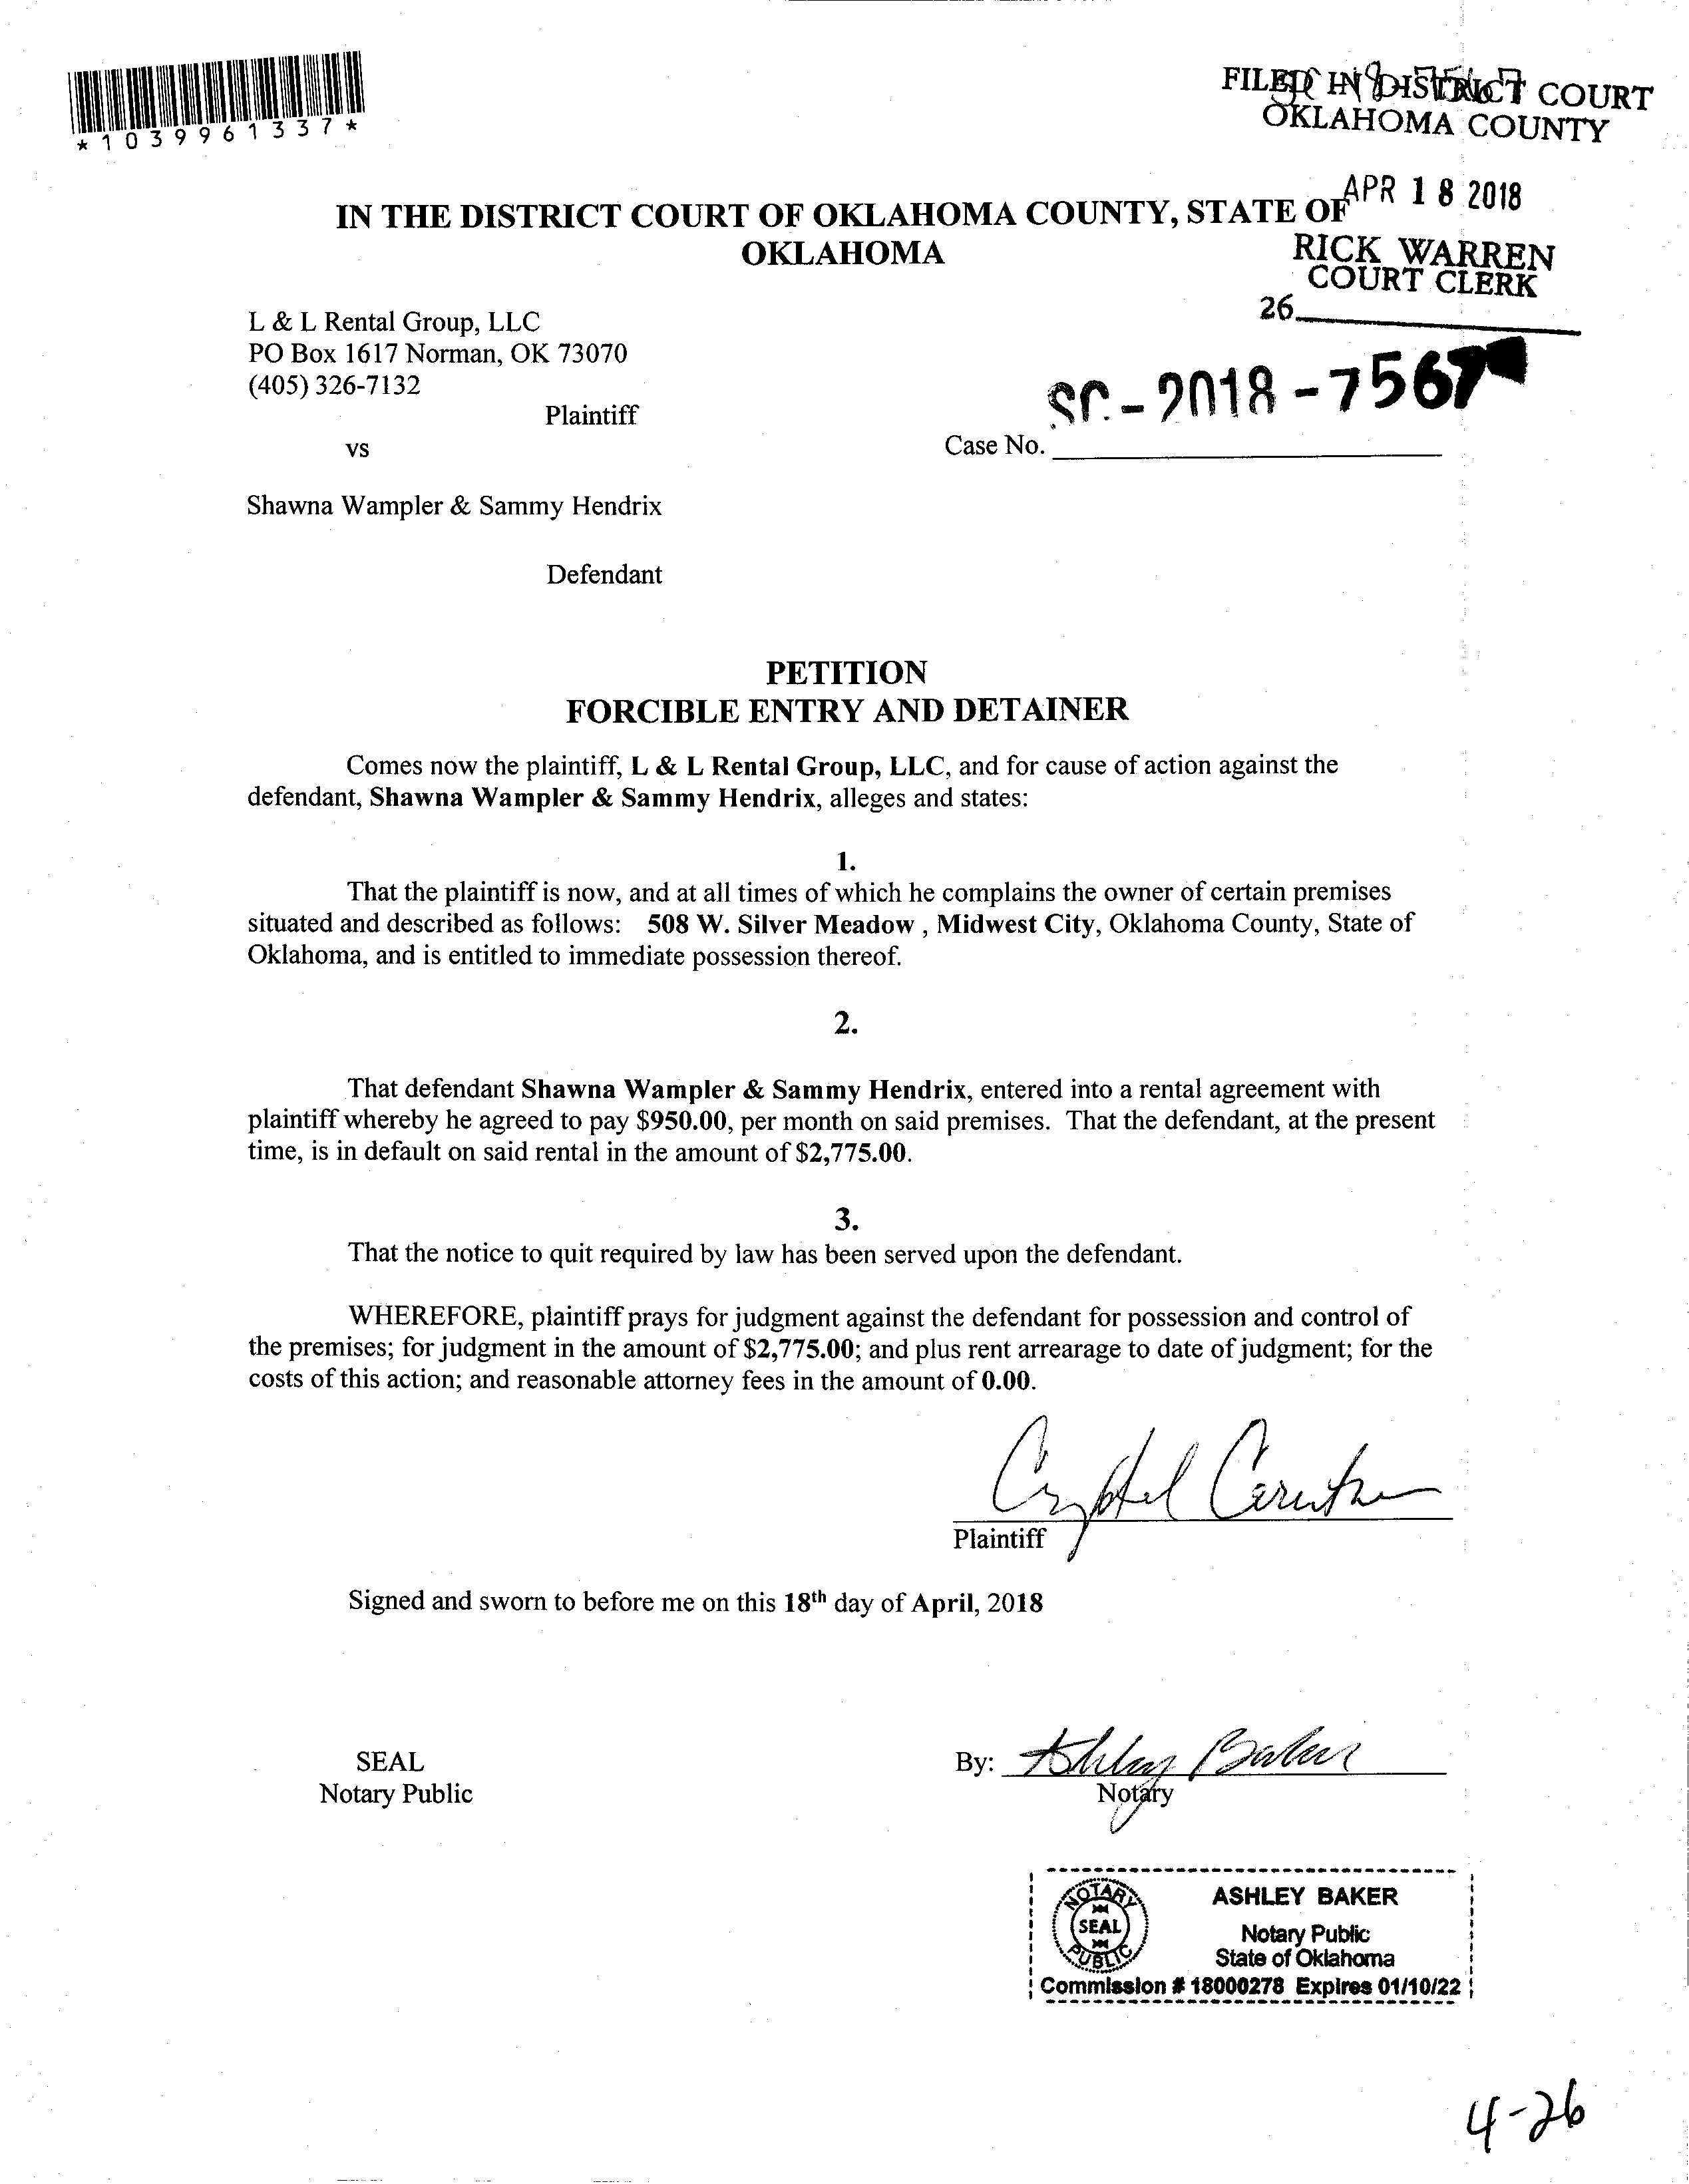 *1039961337*
FILED IN DISTRICT COURT
OKLAHOMA COUNTY
APR 18 2018
IN THE DISTRICT COURT OF OKLAHOMA COUNTY, STATE OF
OKLAHOMA
RICK WARREN
COURT CLERK
26
L & L Rental Group, LLC
PO Box 1617 Norman, OK 73070
(405) 326-7132
Plaintiff
SC-2018-7567
vs
Case No.
Shawna Wampler & Sammy Hendrix
Defendant
PETITION
FORCIBLE ENTRY AND DETAINER
Comes now the plaintiff, L & L Rental Group, LLC, and for cause of action against the
defendant, Shawna Wampler & Sammy Hendrix, alleges and states:
1.
That the plaintiff is now, and at all times of which he complains the owner of certain premises
situated and described as follows: 508 W. Silver Meadow , Midwest City, Oklahoma County, State of
Oklahoma, and is entitled to immediate possession thereof.
2.
That defendant Shawna Wampler & Sammy Hendrix, entered into a rental agreement with
plaintiff whereby he agreed to pay $950.00, per month on said premises. That the defendant, at the present
time, is in default on said rental in the amount of $2,775.00.
3.
That the notice to quit required by law has been served upon the defendant.
WHEREFORE, plaintiff prays for judgment against the defendant for possession and control of
the premises; for judgment in the amount of $2,775.00; and plus rent arrearage to date of judgment; for the
costs of this action; and reasonable attorney fees in the amount of 0.00.
Plaintiff
Signed and sworn to before me on this 18th day of April, 2018
SEAL
Notary Public
By: Ashley Baker
Notary
NOTARY
SEAL
PUBLIC
ASHLEY BAKER
Notary Public
State of Oklahoma
Commission # 18000278 Expires 01/10/22
4-26